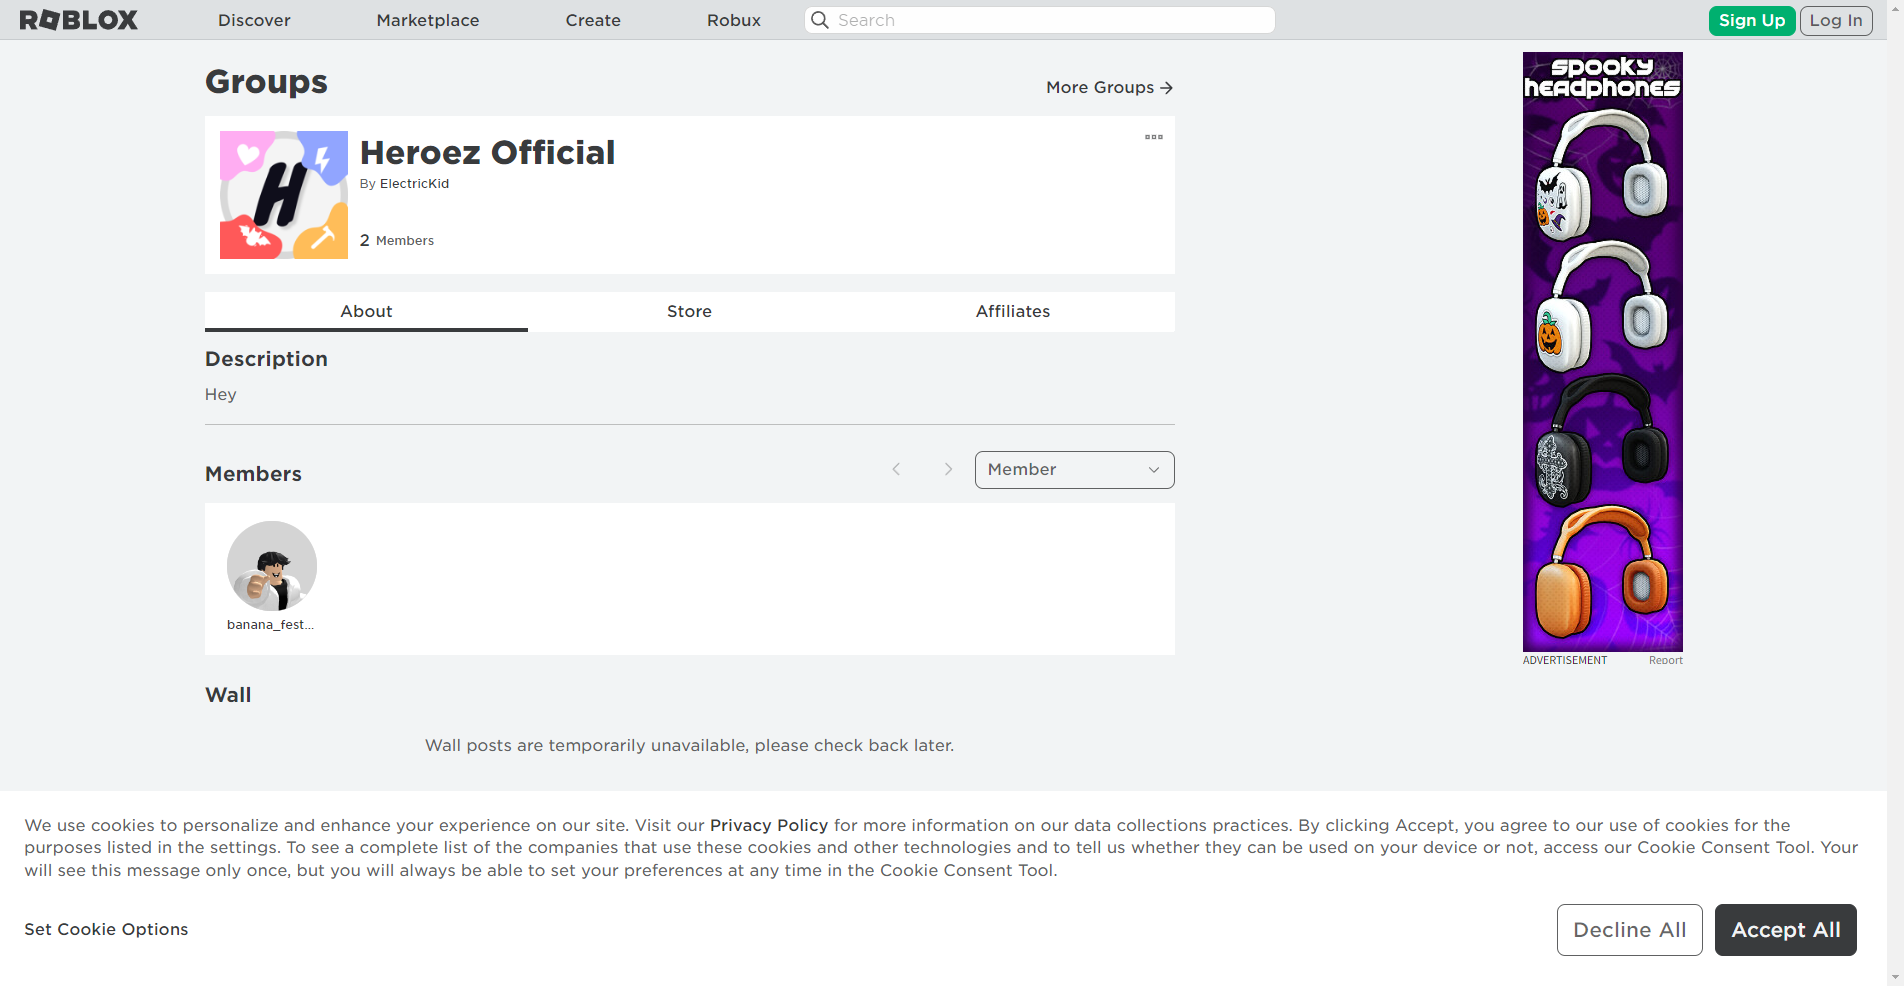 ROBLOX
Discover
Marketplace
Create
Robux
Search
Sign Up
Log In
Groups
More Groups →
H
Heroez Official
By ElectricKid
2 Members
About
Store
Affiliates
Description
Hey
Members
Member
banana_fest...
Wall
Wall posts are temporarily unavailable, please check back later.
SPOOKY
HEADPHONES
ADVERTISEMENT
Report
We use cookies to personalize and enhance your experience on our site. Visit our Privacy Policy for more information on our data collections practices. By clicking Accept, you agree to our use of cookies for the
purposes listed in the settings. To see a complete list of the companies that use these cookies and other technologies and to tell us whether they can be used on your device or not, access our Cookie Consent Tool. Your
will see this message only once, but you will always be able to set your preferences at any time in the Cookie Consent Tool.
Set Cookie Options
Decline All
Accept All